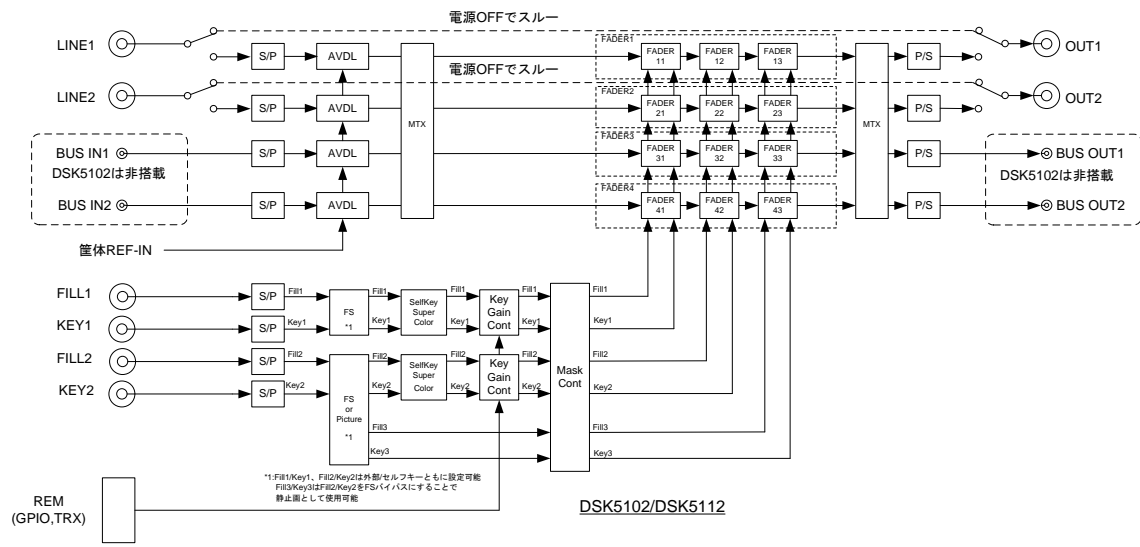 電源OFFでスルー
LINE1
S/P
AVDL
MTX
FADER1
FADER 11
FADER 12
FADER 13
MTX
P/S
OUT1
電源OFFでスルー
LINE2
S/P
AVDL
FADER2
FADER 21
FADER 22
FADER 23
P/S
OUT2
BUS IN1
DSK5102は非搭載
S/P
AVDL
FADER3
FADER 31
FADER 32
FADER 33
P/S
BUS OUT1
DSK5102は非搭載
BUS IN2
S/P
AVDL
FADER4
FADER 41
FADER 42
FADER 43
P/S
BUS OUT2
筐体REF-IN
FILL1
S/P
Fill1
FS
*1
Fill1
SelfKey
Super
Color
Fill1
Key
Gain
Cont
Fill1
Mask
Cont
Fill1
KEY1
S/P
Key1
Key1
Key1
Key1
Key1
FILL2
S/P
Fill2
FS
or
Picture
*1
Fill2
SelfKey
Super
Color
Fill2
Key
Gain
Cont
Fill2
Fill2
KEY2
S/P
Key2
Key2
Key2
Key2
Key2
Fill3
Fill3
Key3
Key3
*1:Fill1/Key1、Fill2/Key2は外部/セルフキーともに設定可能
Fill3/Key3はFill2/Key2をFSバイパスにすることで
静止画として使用可能
REM
(GPIO,TRX)
DSK5102/DSK5112